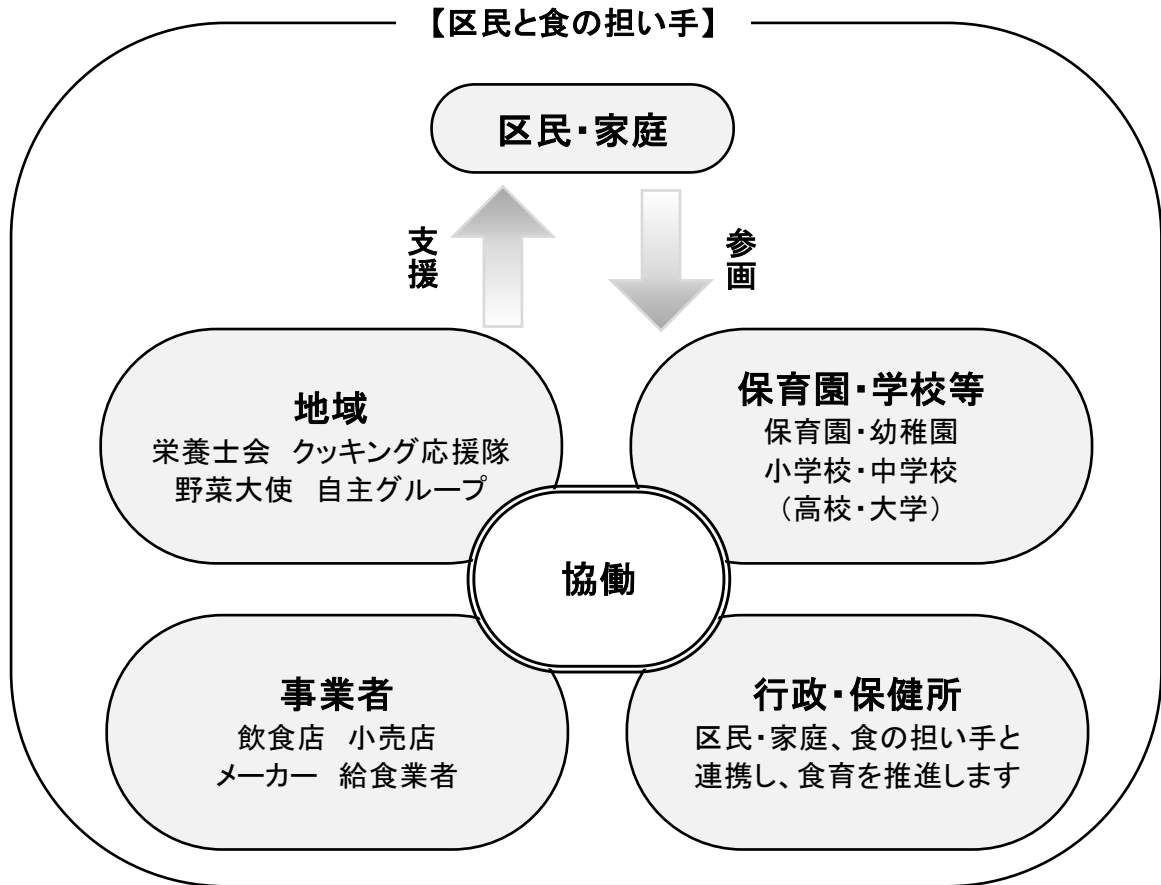 【区民と食の担い手】
区民・家庭
支援
参画
地域
栄養士会　クッキング応援隊
野菜大使　自主グループ
保育園・学校等
保育園・幼稚園
小学校・中学校
（高校・大学）
協働
事業者
飲食店　小売店
メーカー　給食業者
行政・保健所
区民・家庭、食の担い手と
連携し、食育を推進します